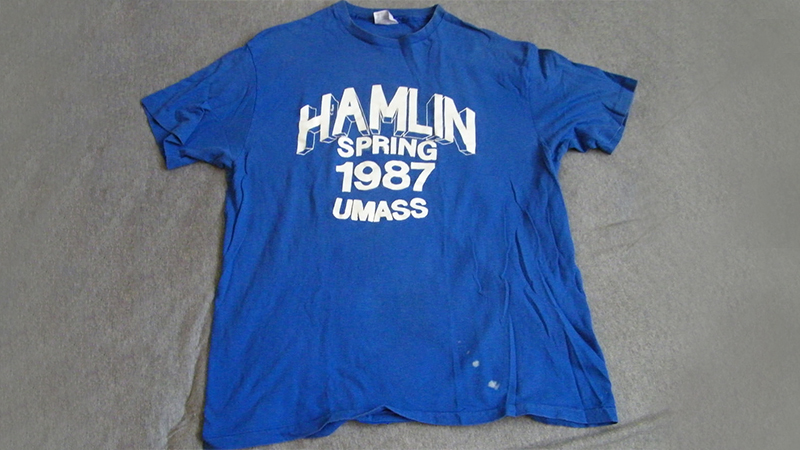 HAMLIN
SPRING
1987
UMASS